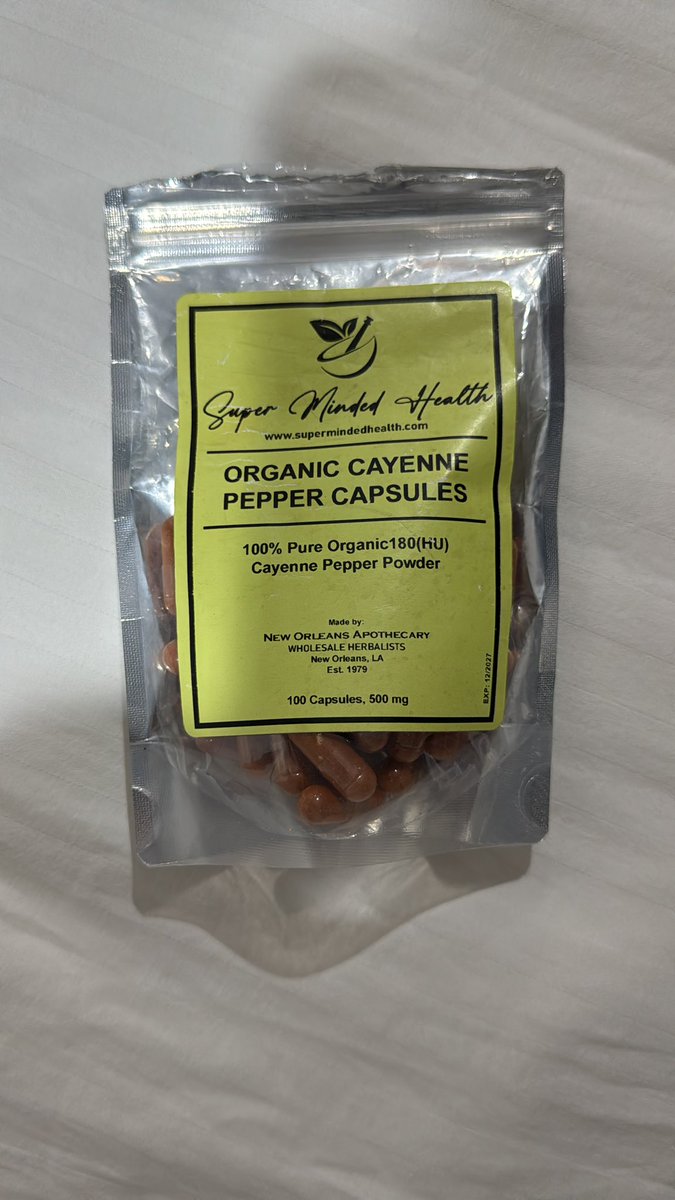 Super Minded Health
www.supermindedhealth.com
ORGANIC CAYENNE
PEPPER CAPSULES
100% Pure Organic180(HU)
Cayenne Pepper Powder
Made by:
NEW ORLEANS APOTHECARY
WHOLESALE HERBALISTS
New Orleans, LA
Est. 1979
100 Capsules, 500 mg
EXP: 12/2027